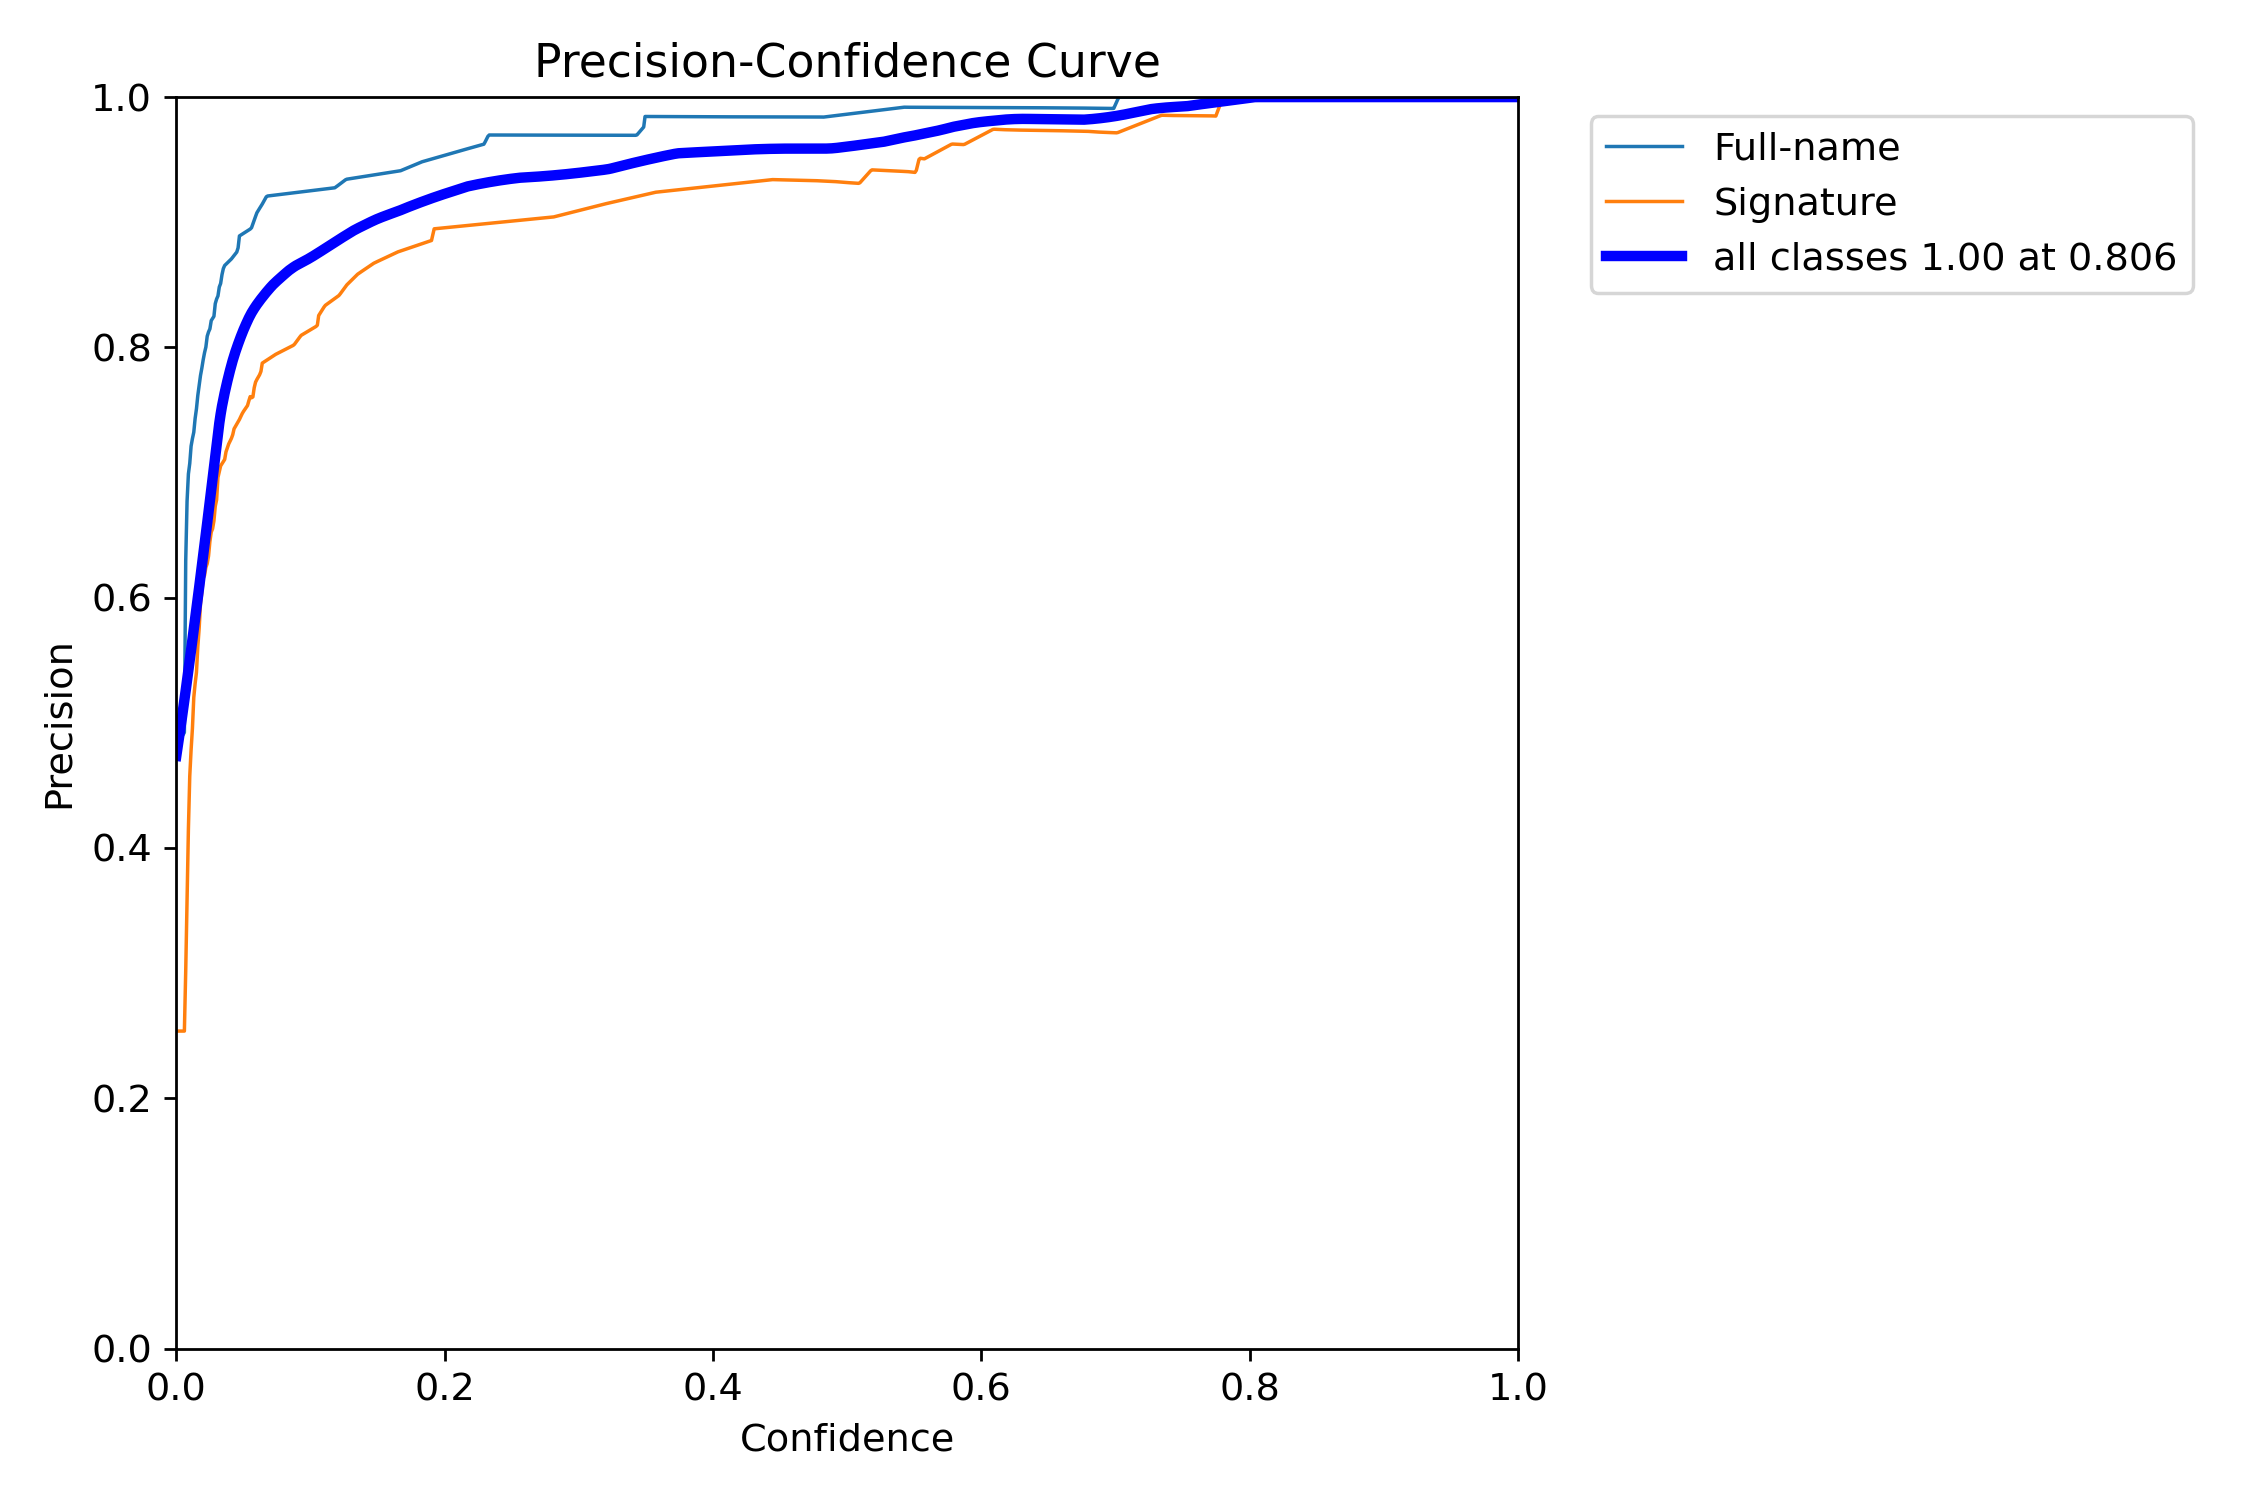 Precision-Confidence Curve
1.0
0.8
0.6
0.4
0.2
0.0
Precision
0.0 0.2 0.4 0.6 0.8 1.0
Confidence
Full-name
Signature
all classes 1.00 at 0.806